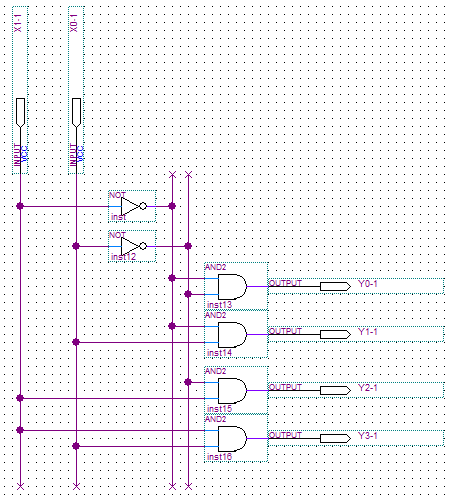 X1-1
X0-1
INPUT
VCC
INPUT
VCC
NOT
inst
NOT
inst12
AND2
inst13
OUTPUT
Y0-1
AND2
inst14
OUTPUT
Y1-1
AND2
inst15
OUTPUT
Y2-1
AND2
inst16
OUTPUT
Y3-1